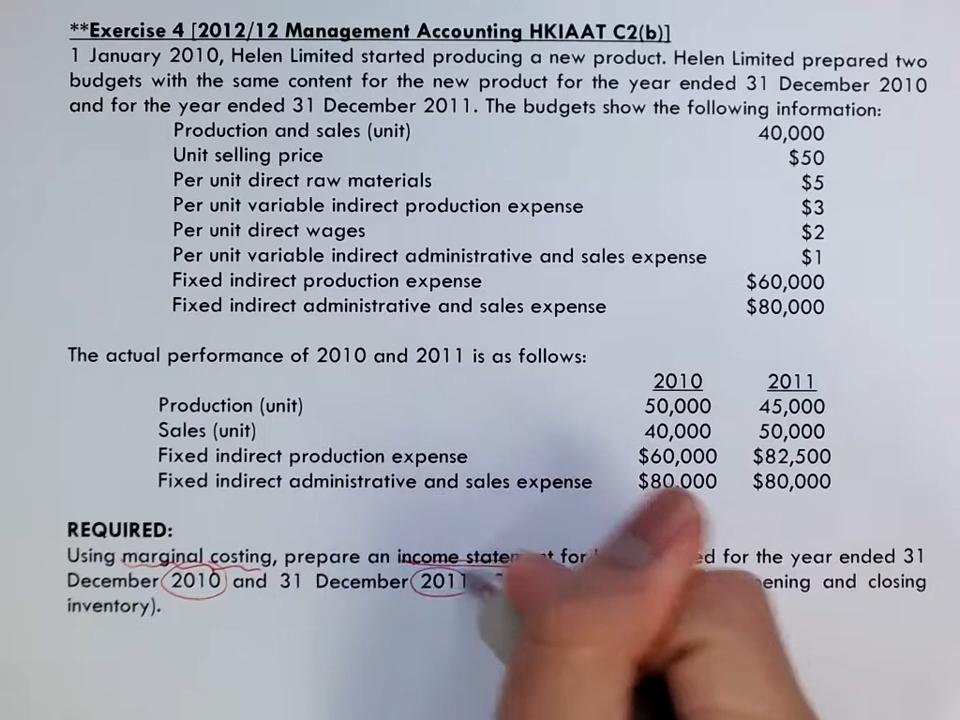 **Exercise 4 [2012/12 Management Accounting HKIAAT C2(b)]
1 January 2010, Helen Limited started producing a new product. Helen Limited prepared two
budgets with the same content for the new product for the year ended 31 December 2010
and for the year ended 31 December 2011. The budgets show the following information:
Production and sales (unit) 40,000
Unit selling price $50
Per unit direct raw materials $5
Per unit variable indirect production expense $3
Per unit direct wages $2
Per unit variable indirect administrative and sales expense $1
Fixed indirect production expense $60,000
Fixed indirect administrative and sales expense $80,000
The actual performance of 2010 and 2011 is as follows:
2010 2011
Production (unit) 50,000 45,000
Sales (unit) 40,000 50,000
Fixed indirect production expense $60,000 $82,500
Fixed indirect administrative and sales expense $80,000 $80,000
REQUIRED:
Using marginal costing, prepare an income for for the year ended 31
December 2010 and 31 December 2011 and closing
inventory).